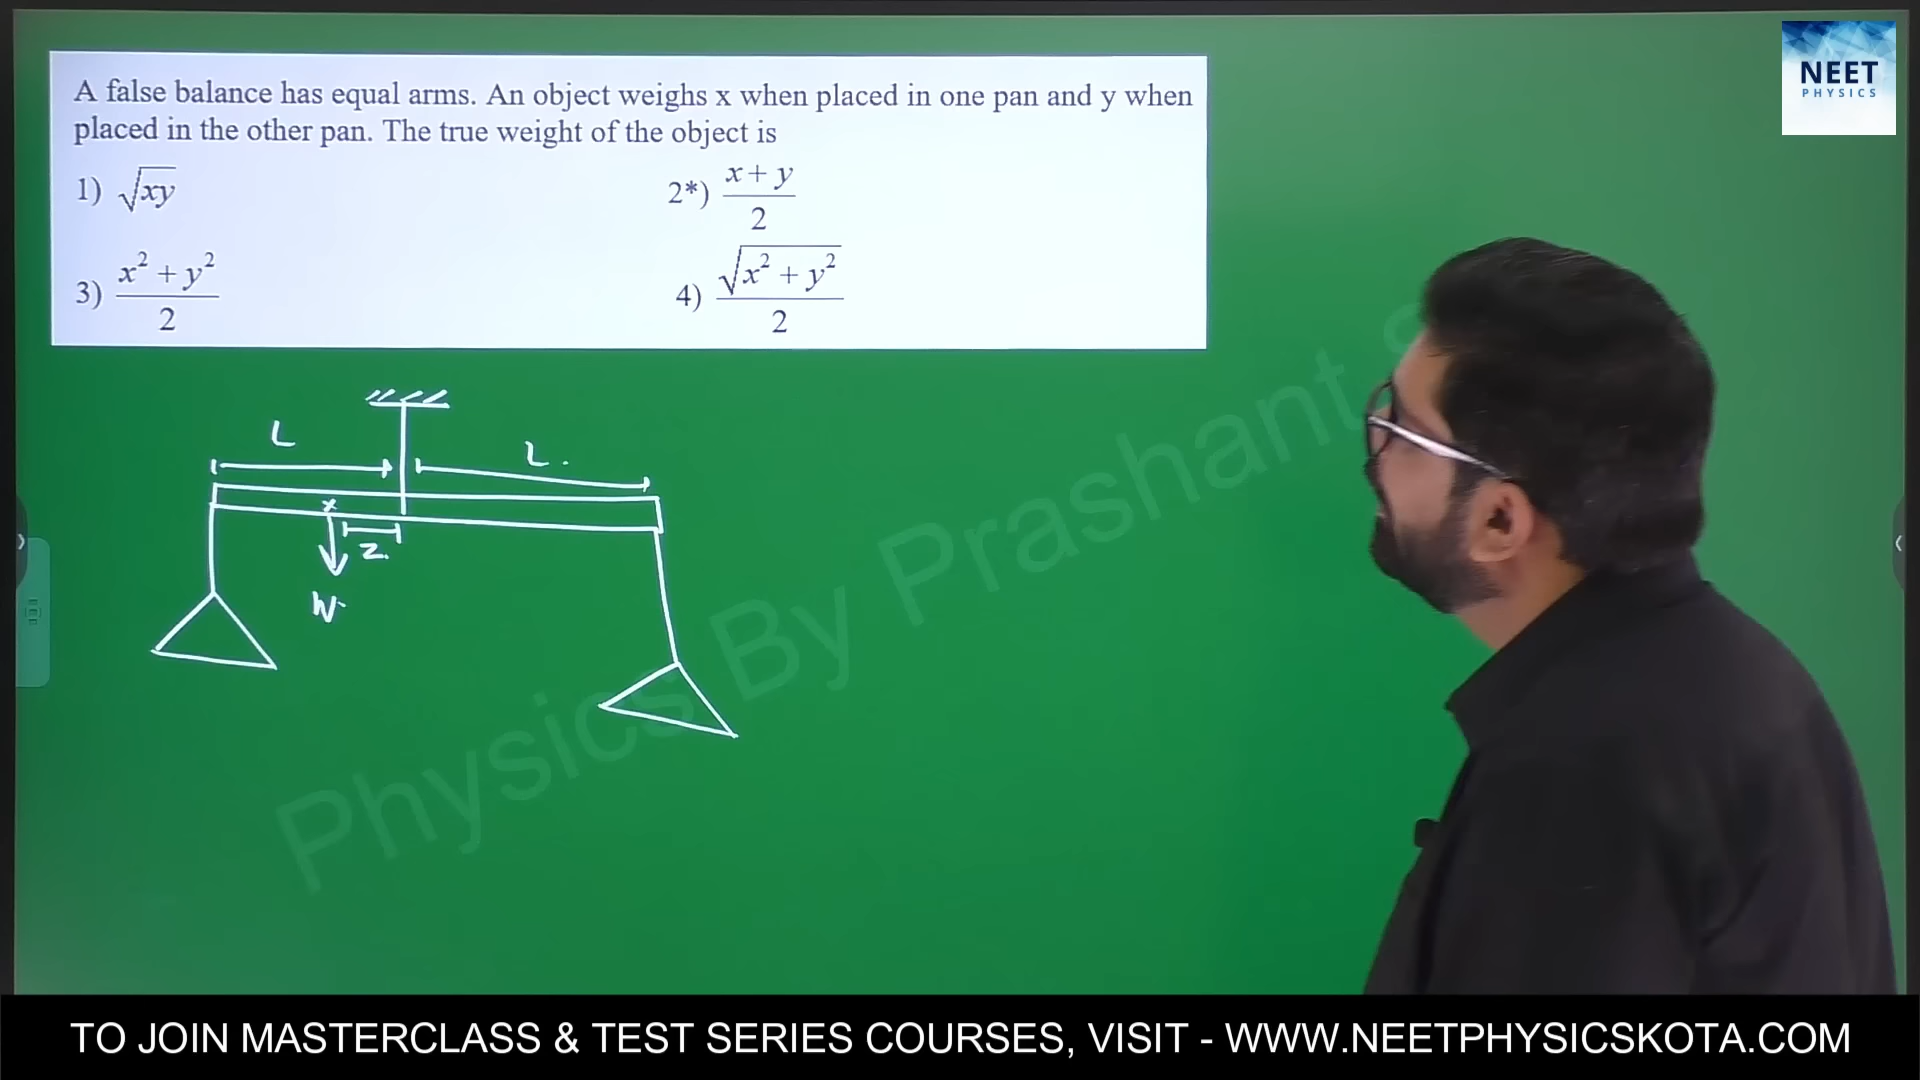 NEET
PHYSICS
A false balance has equal arms. An object weighs x when placed in one pan and y when
placed in the other pan. The true weight of the object is
1) √xy
2*) x + y / 2
3) x² + y² / 2
4) √x² + y² / 2
L
L.
x
z.
W.
Physics By Prashant
TO JOIN MASTERCLASS & TEST SERIES COURSES, VISIT - WWW.NEETPHYSICSKOTA.COM